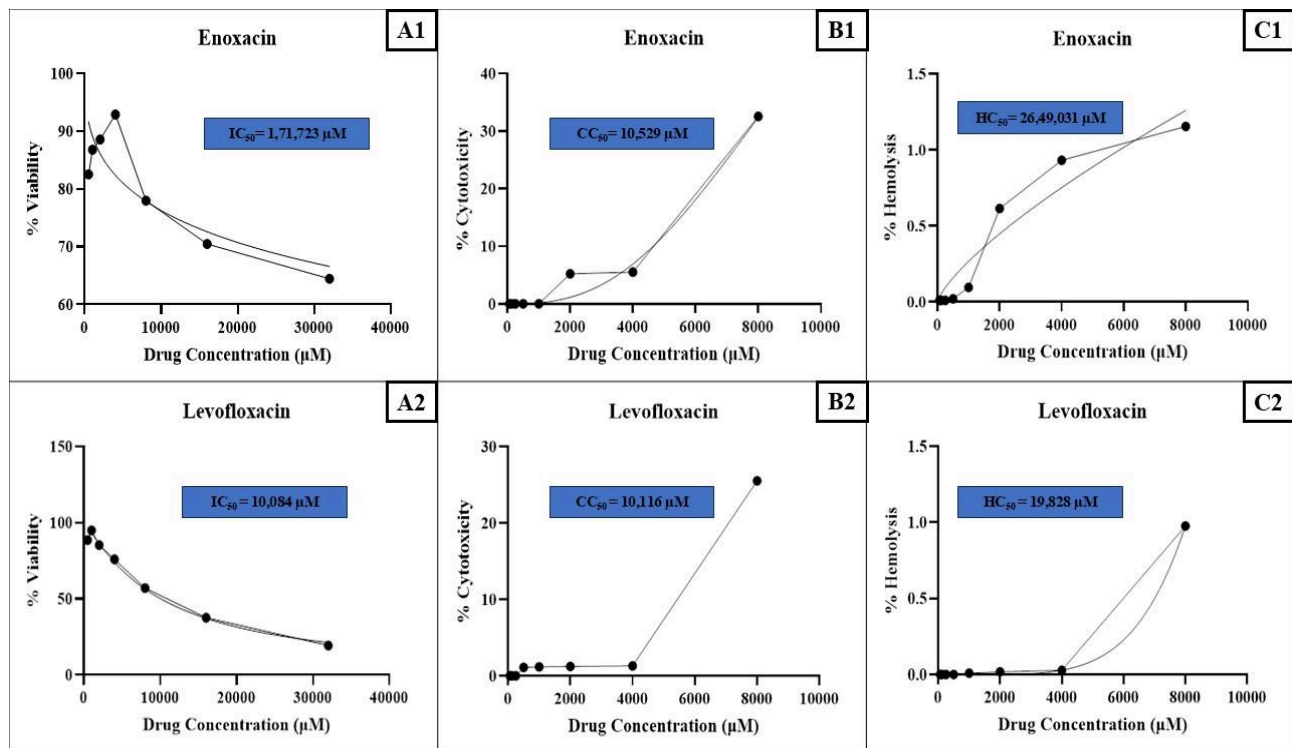 A1
Enoxacin
IC50= 1,71,723 µM
% Viability
100
90
80
70
60
0
10000
20000
30000
40000
Drug Concentration (µM)
B1
Enoxacin
CC50= 10,529 µM
% Cytotoxicity
40
30
20
10
0
0
2000
4000
6000
8000
10000
Drug Concentration (µM)
C1
Enoxacin
HC50= 26,49,031 µM
% Hemolysis
1.5
1.0
0.5
0.0
0
2000
4000
6000
8000
10000
Drug Concentration (µM)
A2
Levofloxacin
IC50= 10,084 µM
% Viability
150
100
50
0
0
10000
20000
30000
40000
Drug Concentration (µM)
B2
Levofloxacin
CC50= 10,116 µM
% Cytotoxicity
30
20
10
0
0
2000
4000
6000
8000
10000
Drug Concentration (µM)
C2
Levofloxacin
HC50= 19,828 µM
% Hemolysis
1.5
1.0
0.5
0.0
0
2000
4000
6000
8000
10000
Drug Concentration (µM)